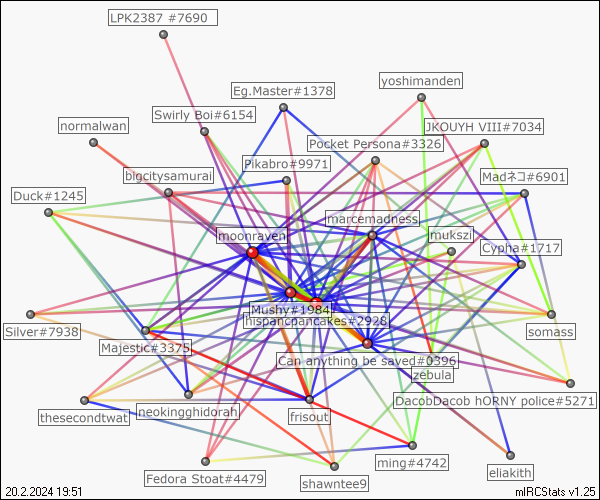 LPK2387 #7690
yoshimanden
Eg.Master#1378
Swirly Boi#6154
normalwan
JKOUYH VIII#7034
Pocket Persona#3326
Pikabro#9971
bigcitysamurai
Madネコ#6901
Duck#1245
marcemadness
moonraven
mukszi
Cypha#1717
Mushy#1984
hispancpancakes#2928
Silver#7938
somass
Majestic#3375
Can anything be saved#0396
zebula
DacobDacob hORNY police#5271
thesecondtwat
neokingghidorah
frisout
ming#4742
eliakith
Fedora Stoat#4479
shawntee9
20.2.2024 19:51
mIRCStats v1.25